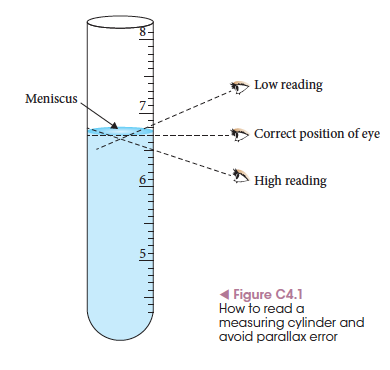 8
Low reading
Meniscus
7
Correct position of eye
6
High reading
5
◀ Figure C4.1
How to read a
measuring cylinder and
avoid parallax error